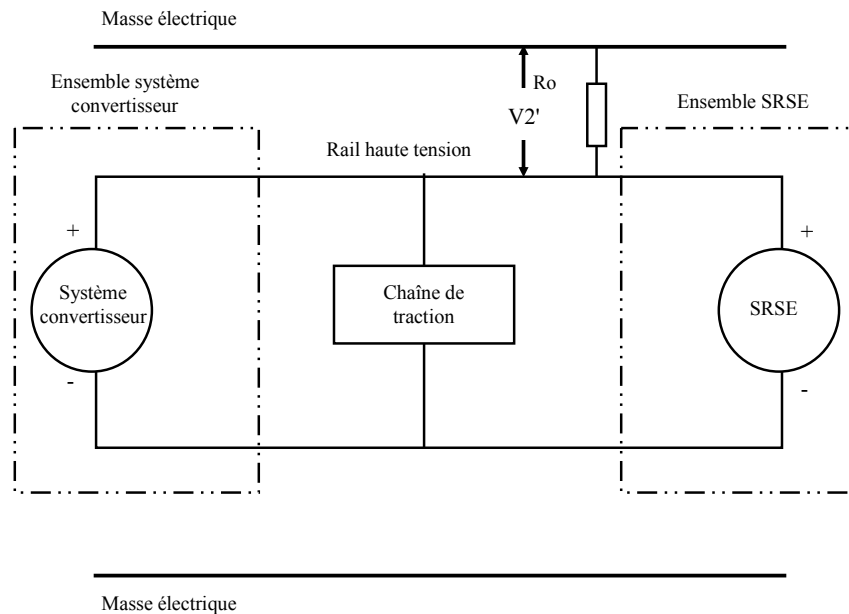 Masse électrique
Ensemble système
convertisseur
Ro
V2'
Ensemble SRSE
Rail haute tension
+
+
Système
convertisseur
Chaîne de
traction
SRSE
-
-
Masse électrique